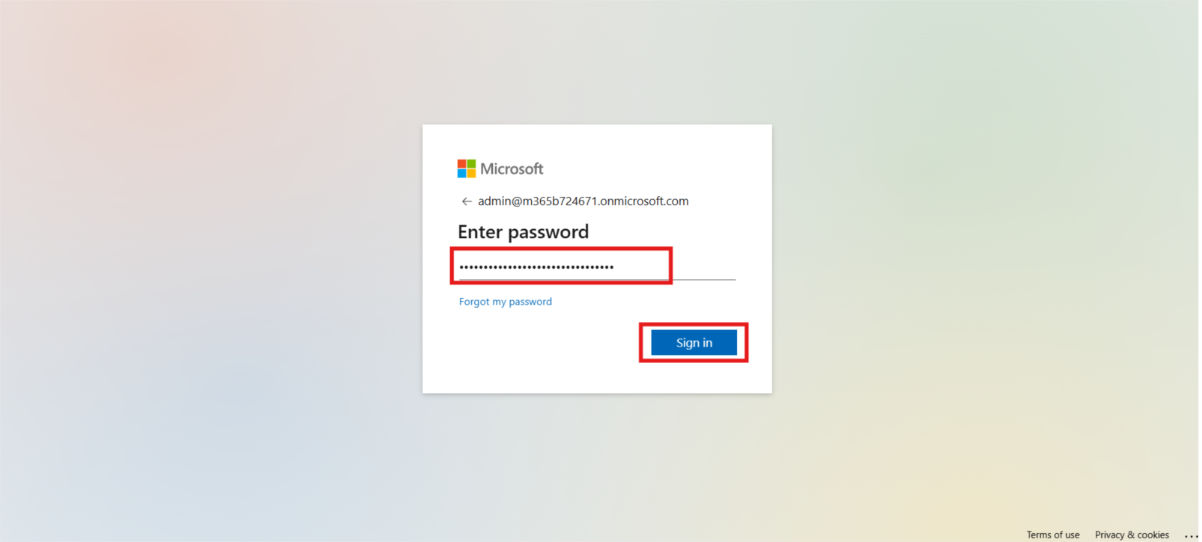 Microsoft
← admin@m365b724671.onmicrosoft.com
Enter password
••••••••••••••••••••••••••••••••
Forgot my password
Sign in
Terms of use Privacy & cookies ...